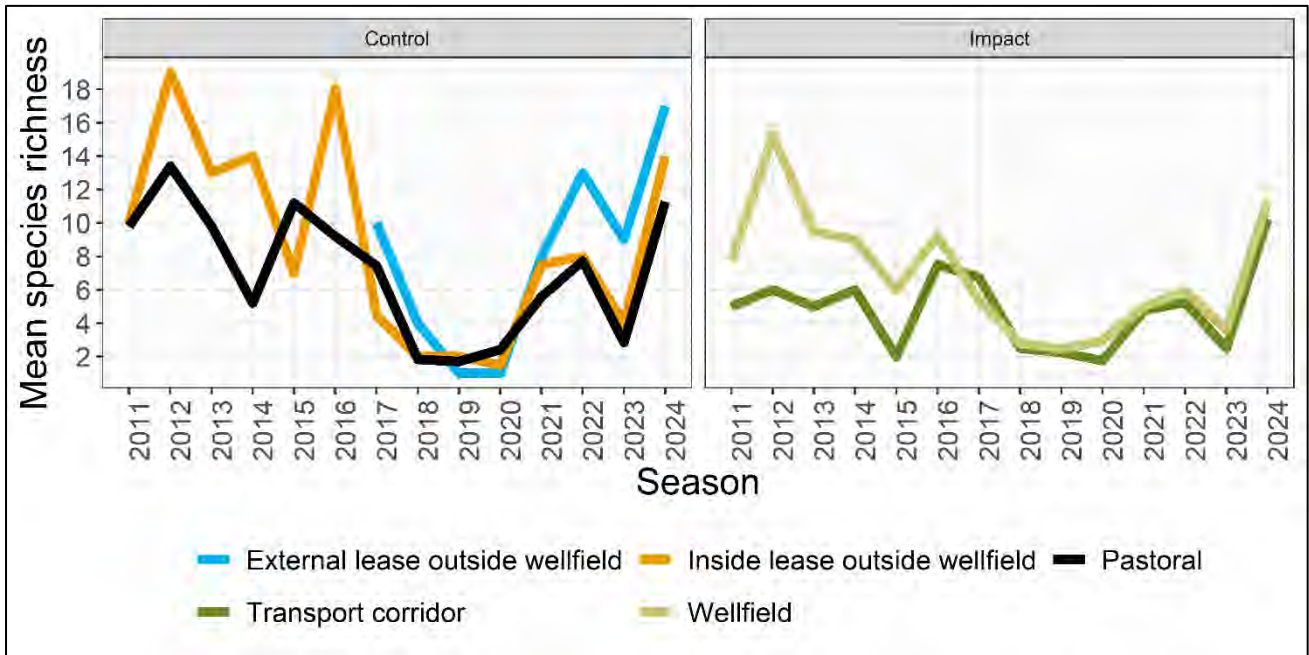 Control
Impact
Mean species richness
18
16
14
12
10
8
6
4
2
2011 2012 2013 2014 2015 2016 2017 2018 2019 2020 2021 2022 2023 2024
2011 2012 2013 2014 2015 2016 2017 2018 2019 2020 2021 2022 2023 2024
Season
External lease outside wellfield Inside lease outside wellfield Pastoral
Transport corridor Wellfield